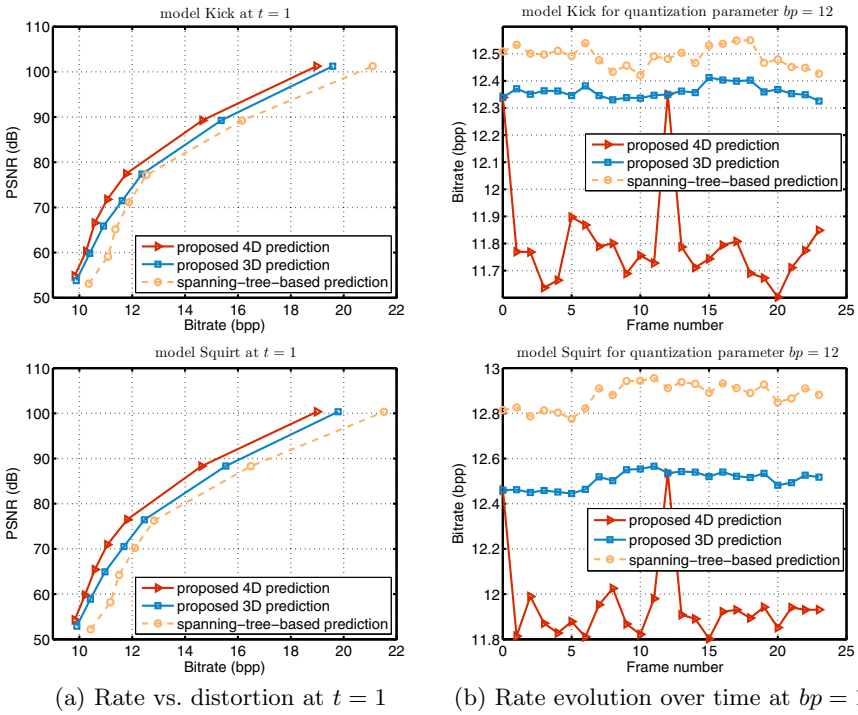 model Kick at t = 1
110
100
90
80
70
60
50
PSNR (dB)
proposed 4D prediction
proposed 3D prediction
spanning−tree−based prediction
10 12 14 16 18 20 22
Bitrate (bpp)
model Kick for quantization parameter bp = 12
12.5
12.4
12.3
12.2
12.1
12
11.9
11.8
11.7
Bitrate (bpp)
proposed 4D prediction
proposed 3D prediction
spanning−tree−based prediction
0 5 10 15 20 25
Frame number
model Squirt at t = 1
110
100
90
80
70
60
50
PSNR (dB)
proposed 4D prediction
proposed 3D prediction
spanning−tree−based prediction
10 12 14 16 18 20 22
Bitrate (bpp)
model Squirt for quantization parameter bp = 12
13
12.8
12.6
12.4
12.2
12
11.8
Bitrate (bpp)
proposed 4D prediction
proposed 3D prediction
spanning−tree−based prediction
0 5 10 15 20 25
Frame number
(a) Rate vs. distortion at t = 1
(b) Rate evolution over time at bp =